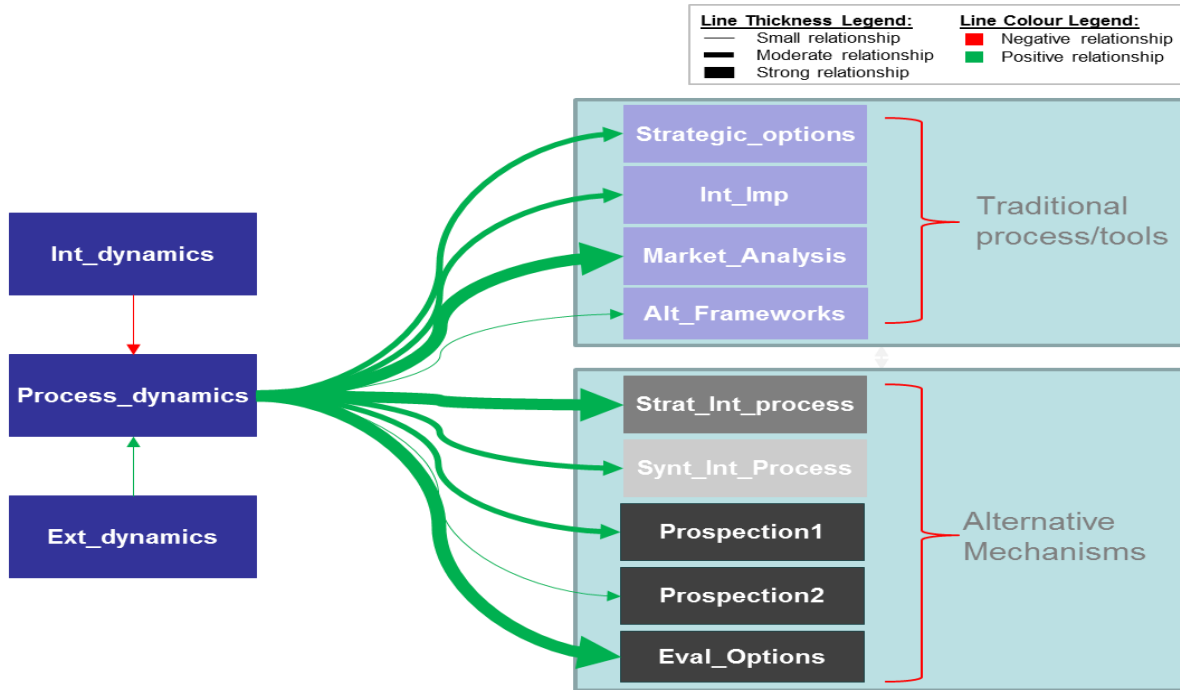 Line Thickness Legend:
Small relationship
Moderate relationship
Strong relationship
Line Colour Legend:
Negative relationship
Positive relationship
Int_dynamics
Process_dynamics
Ext_dynamics
Strategic_options
Int_Imp
Market_Analysis
Alt_Frameworks
Traditional
process/tools
Strat_Int_process
Synt_Int_Process
Prospection1
Prospection2
Eval_Options
Alternative
Mechanisms